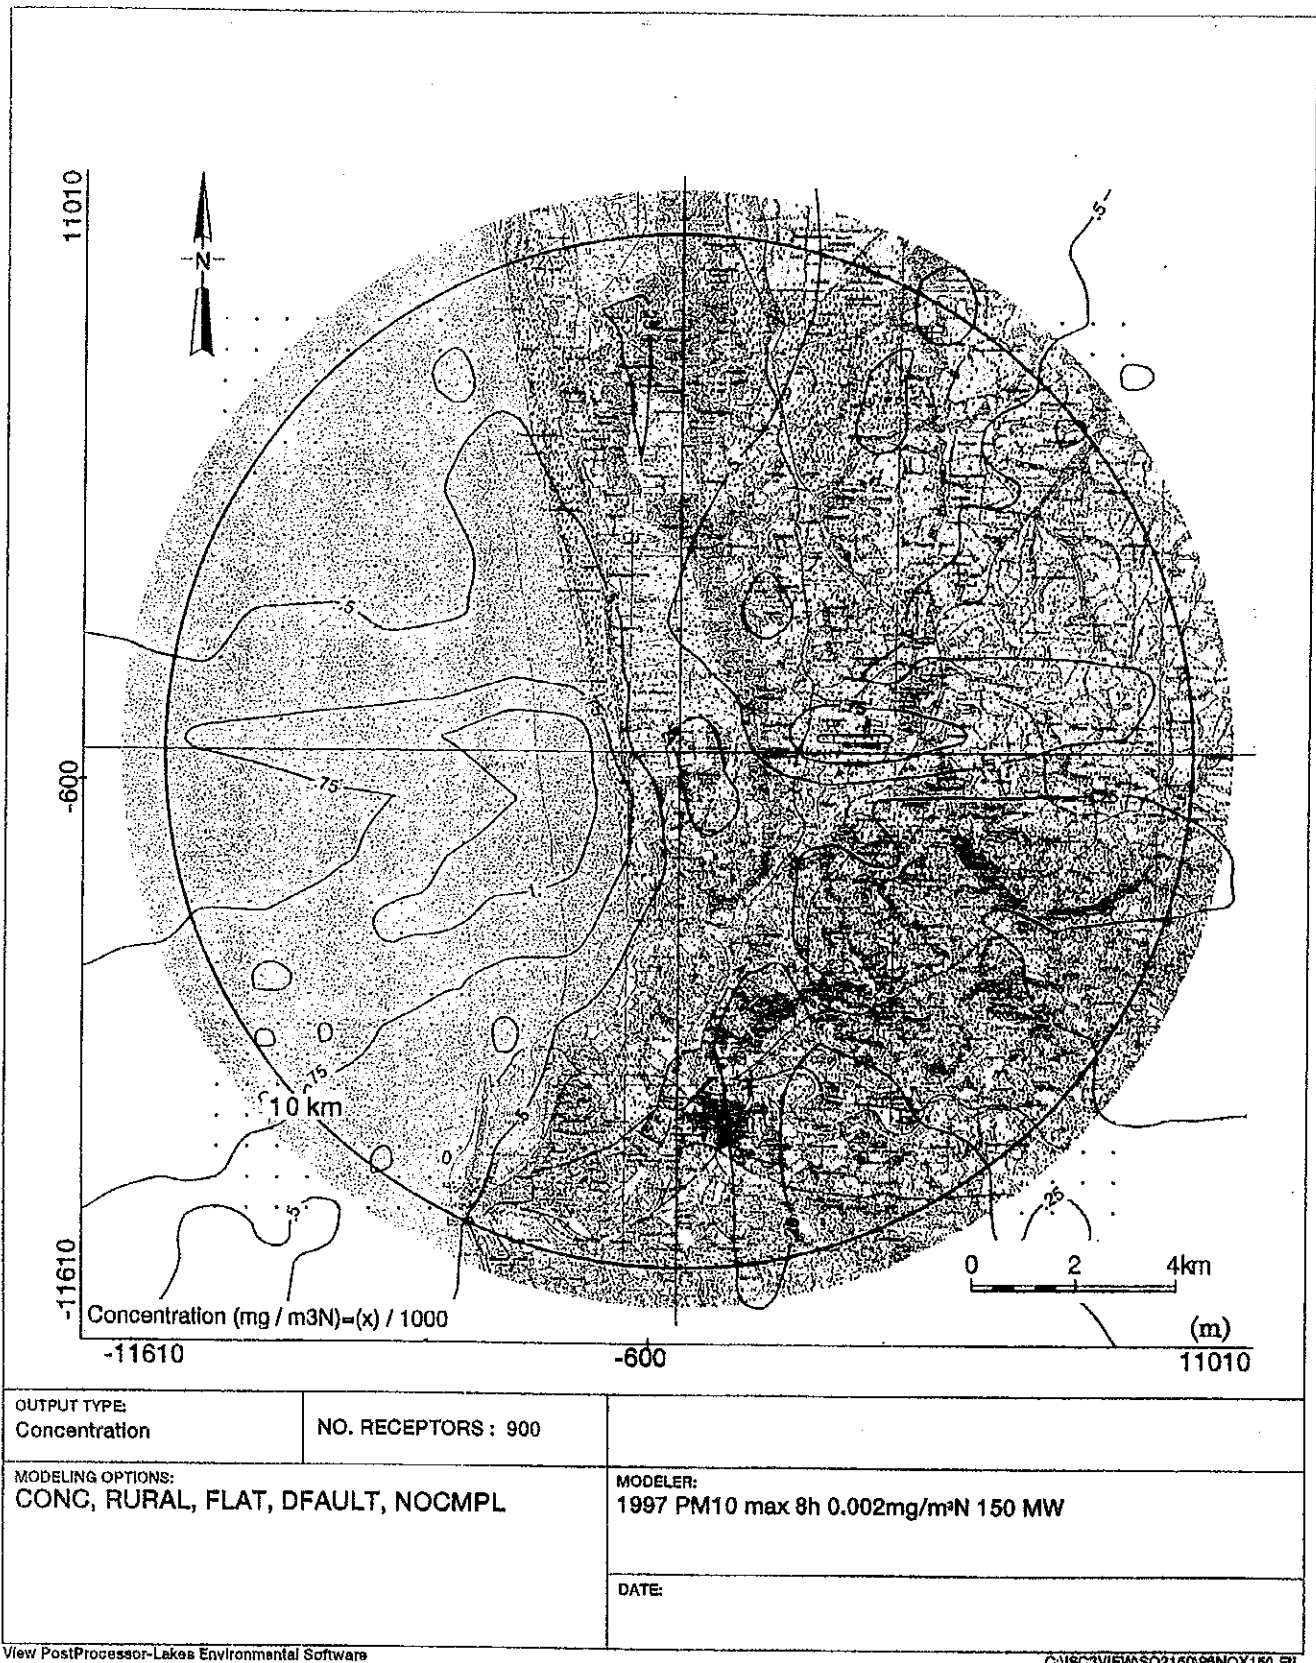 11010
N
.5
.5
-600
.75
1
.75
10 km
.5
0
.5
.25
-11610
0 2 4km
Concentration (mg / m3N)=(x) / 1000
(m)
-11610 -600 11010
OUTPUT TYPE:
Concentration
NO. RECEPTORS : 900
MODELING OPTIONS:
CONC, RURAL, FLAT, DFAULT, NOCMPL
MODELER:
1997 PM10 max 8h 0.002mg/m³N 150 MW
DATE:
View PostProcessor-Lakes Environmental Software